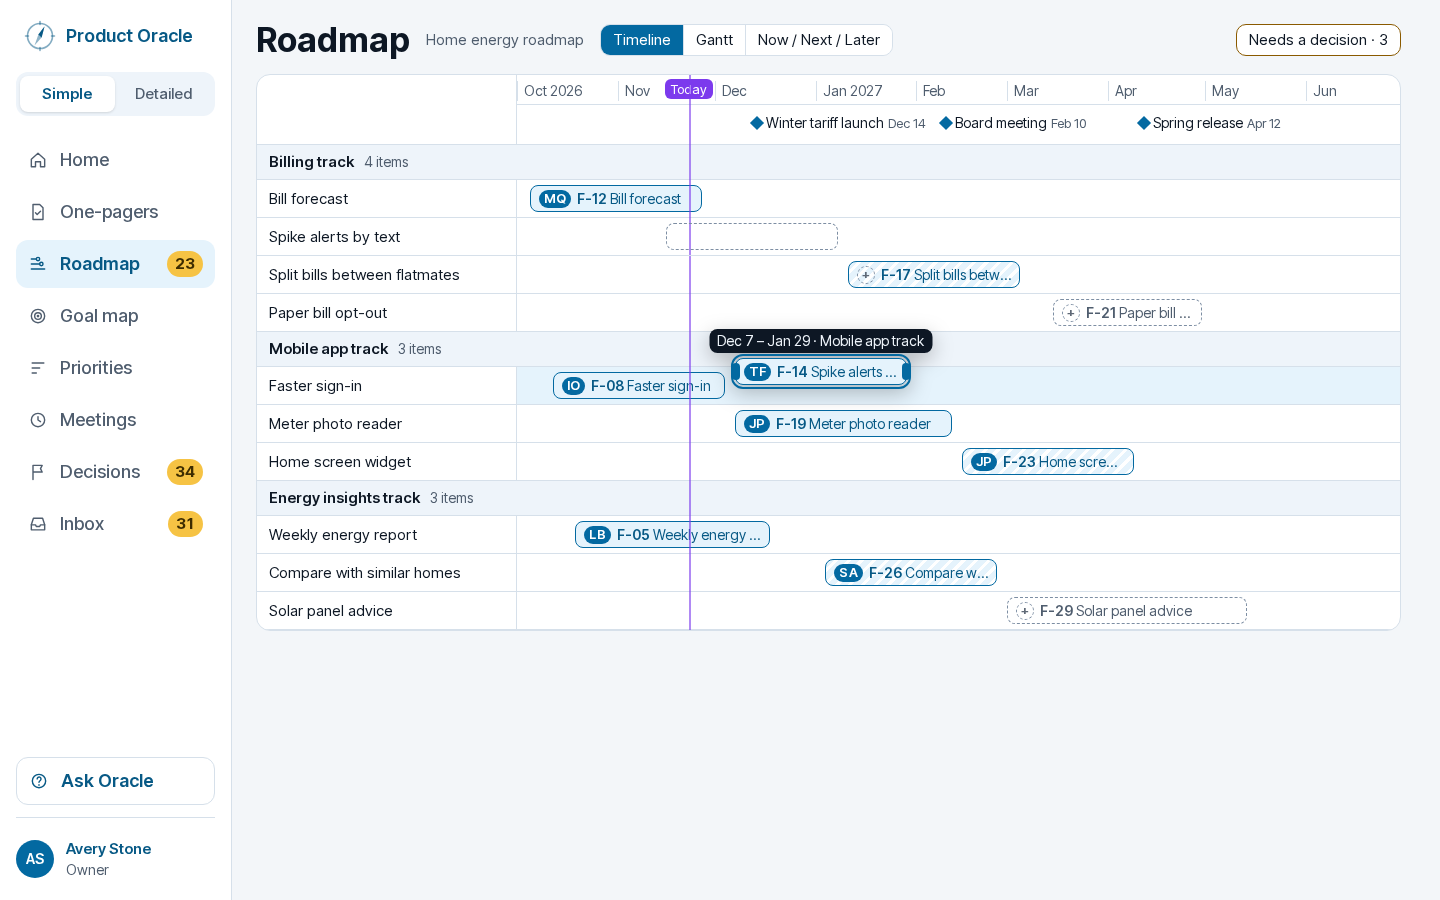 Product Oracle
Simple
Detailed
Home
One-pagers
Roadmap 23
Goal map
Priorities
Meetings
Decisions 34
Inbox 31
Ask Oracle
AS
Avery Stone
Owner
Roadmap
Home energy roadmap
Timeline
Gantt
Now / Next / Later
Needs a decision · 3
Oct 2026
Nov
Today
Dec
Jan 2027
Feb
Mar
Apr
May
Jun
Winter tariff launch Dec 14
Board meeting Feb 10
Spring release Apr 12
Billing track 4 items
Bill forecast
MQ F-12 Bill forecast
Spike alerts by text
Split bills between flatmates
+ F-17 Split bills betw...
Paper bill opt-out
+ F-21 Paper bill ...
Mobile app track 3 items
Dec 7 – Jan 29 · Mobile app track
TF F-14 Spike alerts ...
Faster sign-in
IO F-08 Faster sign-in
Meter photo reader
JP F-19 Meter photo reader
Home screen widget
JP F-23 Home scre...
Energy insights track 3 items
Weekly energy report
LB F-05 Weekly energy ...
Compare with similar homes
SA F-26 Compare w...
Solar panel advice
+ F-29 Solar panel advice